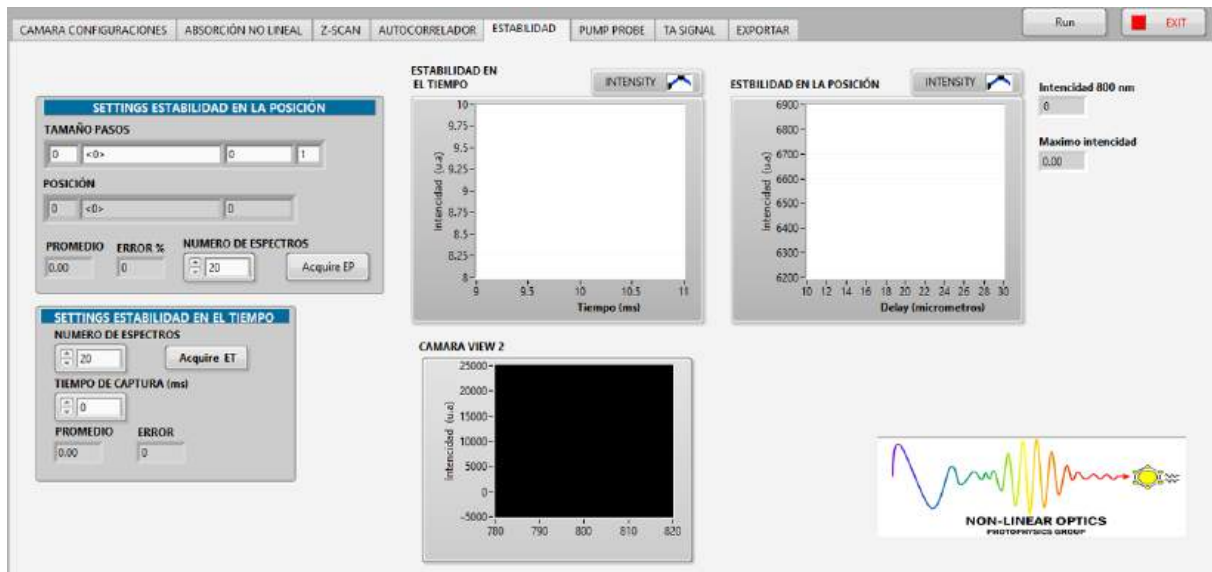 CAMARA CONFIGURACIONES ABSORCIÓN NO LINEAL Z-SCAN AUTOCORRELADOR ESTABILIDAD PUMP PROBE TA SIGNAL EXPORTAR Run EXIT
SETTINGS ESTABILIDAD EN LA POSICIÓN
TAMAÑO PASOS
0 <0> 0 1
POSICIÓN
0 <0> 0
PROMEDIO ERROR % NUMERO DE ESPECTROS
0.00 0 20 Acquire EP
SETTINGS ESTABILIDAD EN EL TIEMPO
NUMERO DE ESPECTROS
20 Acquire ET
TIEMPO DE CAPTURA (ms)
0
PROMEDIO ERROR
0.00 0
ESTABILIDAD EN
EL TIEMPO
INTENSITY
Intencidad (u.a)
10
9.75
9.5
9.25
9
8.75
8.5
8.25
8
9 9.5 10 10.5 11
Tiempo (ms)
ESTBILIDAD EN LA POSICIÓN
INTENSITY
Intencidad (u.a)
6900
6800
6700
6600
6500
6400
6300
6200
10 12 14 16 18 20 22 24 26 28 30
Delay (micrometros)
Intencidad 800 nm
0
Maximo intencidad
0.00
CAMARA VIEW 2
Intencidad (u.a)
25000
20000
15000
10000
5000
0
-5000
780 790 800 810 820
NON-LINEAR OPTICS
PHOTOPHYSICS GROUP